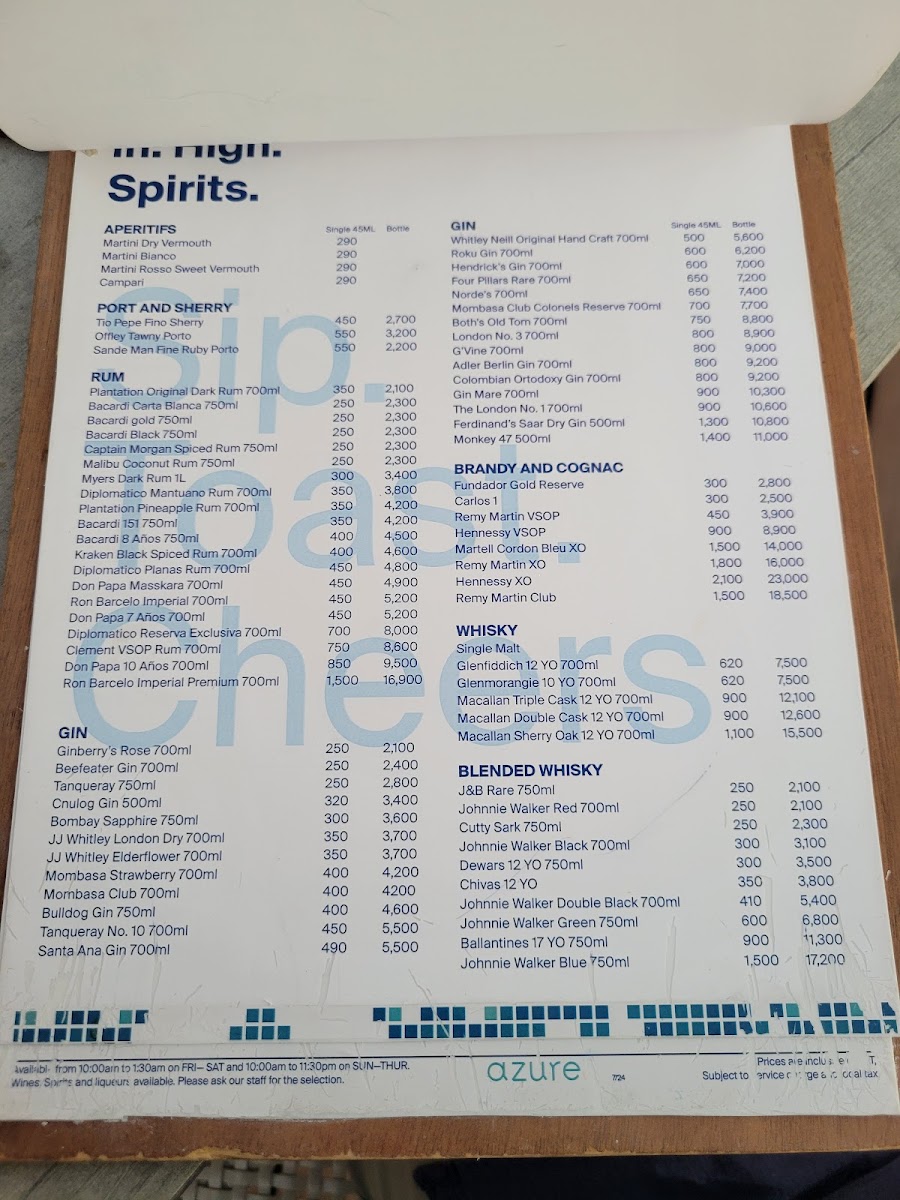 In. High.
Spirits.
APERITIFS Single 45ML Bottle
Martini Dry Vermouth 290
Martini Bianco 290
Martini Rosso Sweet Vermouth 290
Campari 290
PORT AND SHERRY
Tio Pepe Fino Sherry 450 2,700
Offley Tawny Porto 550 3,200
Sande Man Fine Ruby Porto 550 2,200
RUM
Plantation Original Dark Rum 700ml 350 2,100
Bacardi Carta Blanca 750ml 250 2,300
Bacardi gold 750ml 250 2,300
Bacardi Black 750ml 250 2,300
Captain Morgan Spiced Rum 750ml 250 2,300
Malibu Coconut Rum 750ml 250 2,300
Myers Dark Rum 1L 300 3,400
Diplomatico Mantuano Rum 700ml 350 3,800
Plantation Pineapple Rum 700ml 350 4,200
Bacardi 151 750ml 350 4,200
Bacardi 8 Años 750ml 400 4,500
Kraken Black Spiced Rum 700ml 400 4,600
Diplomatico Planas Rum 700ml 450 4,800
Don Papa Masskara 700ml 450 4,900
Ron Barcelo Imperial 700ml 450 5,200
Don Papa 7 Años 700ml 450 5,200
Diplomatico Reserva Exclusiva 700ml 700 8,000
Clement VSOP Rum 700ml 750 8,600
Don Papa 10 Años 700ml 850 9,500
Ron Barcelo Imperial Premium 700ml 1,500 16,900
GIN
Ginberry's Rose 700ml 250 2,100
Beefeater Gin 700ml 250 2,400
Tanqueray 750ml 250 2,800
Cnulog Gin 500ml 320 3,400
Bombay Sapphire 750ml 300 3,600
JJ Whitley London Dry 700ml 350 3,700
JJ Whitley Elderflower 700ml 350 3,700
Mombasa Strawberry 700ml 400 4,200
Mombasa Club 700ml 400 4200
Bulldog Gin 750ml 400 4,600
Tanqueray No. 10 700ml 450 5,500
Santa Ana Gin 700ml 490 5,500
GIN Single 45ML Bottle
Whitley Neill Original Hand Craft 700ml 500 5,600
Roku Gin 700ml 600 6,200
Hendrick's Gin 700ml 600 7,000
Four Pillars Rare 700ml 650 7,200
Norde's 700ml 650 7,400
Mombasa Club Colonels Reserve 700ml 700 7,700
Both's Old Tom 700ml 750 8,800
London No. 3 700ml 800 8,900
G'Vine 700ml 800 9,000
Adler Berlin Gin 700ml 800 9,200
Colombian Ortodoxy Gin 700ml 800 9,200
Gin Mare 700ml 900 10,300
The London No. 1 700ml 900 10,600
Ferdinand's Saar Dry Gin 500ml 1,300 10,800
Monkey 47 500ml 1,400 11,000
BRANDY AND COGNAC
Fundador Gold Reserve 300 2,800
Carlos 1 300 2,500
Remy Martin VSOP 450 3,900
Hennessy VSOP 900 8,900
Martell Cordon Bleu XO 1,500 14,000
Remy Martin XO 1,800 16,000
Hennessy XO 2,100 23,000
Remy Martin Club 1,500 18,500
WHISKY
Single Malt
Glenfiddich 12 YO 700ml 620 7,500
Glenmorangie 10 YO 700ml 620 7,500
Macallan Triple Cask 12 YO 700ml 900 12,100
Macallan Double Cask 12 YO 700ml 900 12,600
Macallan Sherry Oak 12 YO 700ml 1,100 15,500
BLENDED WHISKY
J&B Rare 750ml 250 2,100
Johnnie Walker Red 700ml 250 2,100
Cutty Sark 750ml 250 2,300
Johnnie Walker Black 700ml 300 3,100
Dewars 12 YO 750ml 300 3,500
Chivas 12 YO 350 3,800
Johnnie Walker Double Black 700ml 410 5,400
Johnnie Walker Green 750ml 600 6,800
Ballantines 17 YO 750ml 900 11,300
Johnnie Walker Blue 750ml 1,500 17,200
Sip.
Toast.
Cheers
Available from 10:00am to 1:30am on FRI– SAT and 10:00am to 11:30pm on SUN–THUR.
Wines, Spirits and liqueurs available. Please ask our staff for the selection.
azure
7/24
Prices are
Subject to service charge local tax